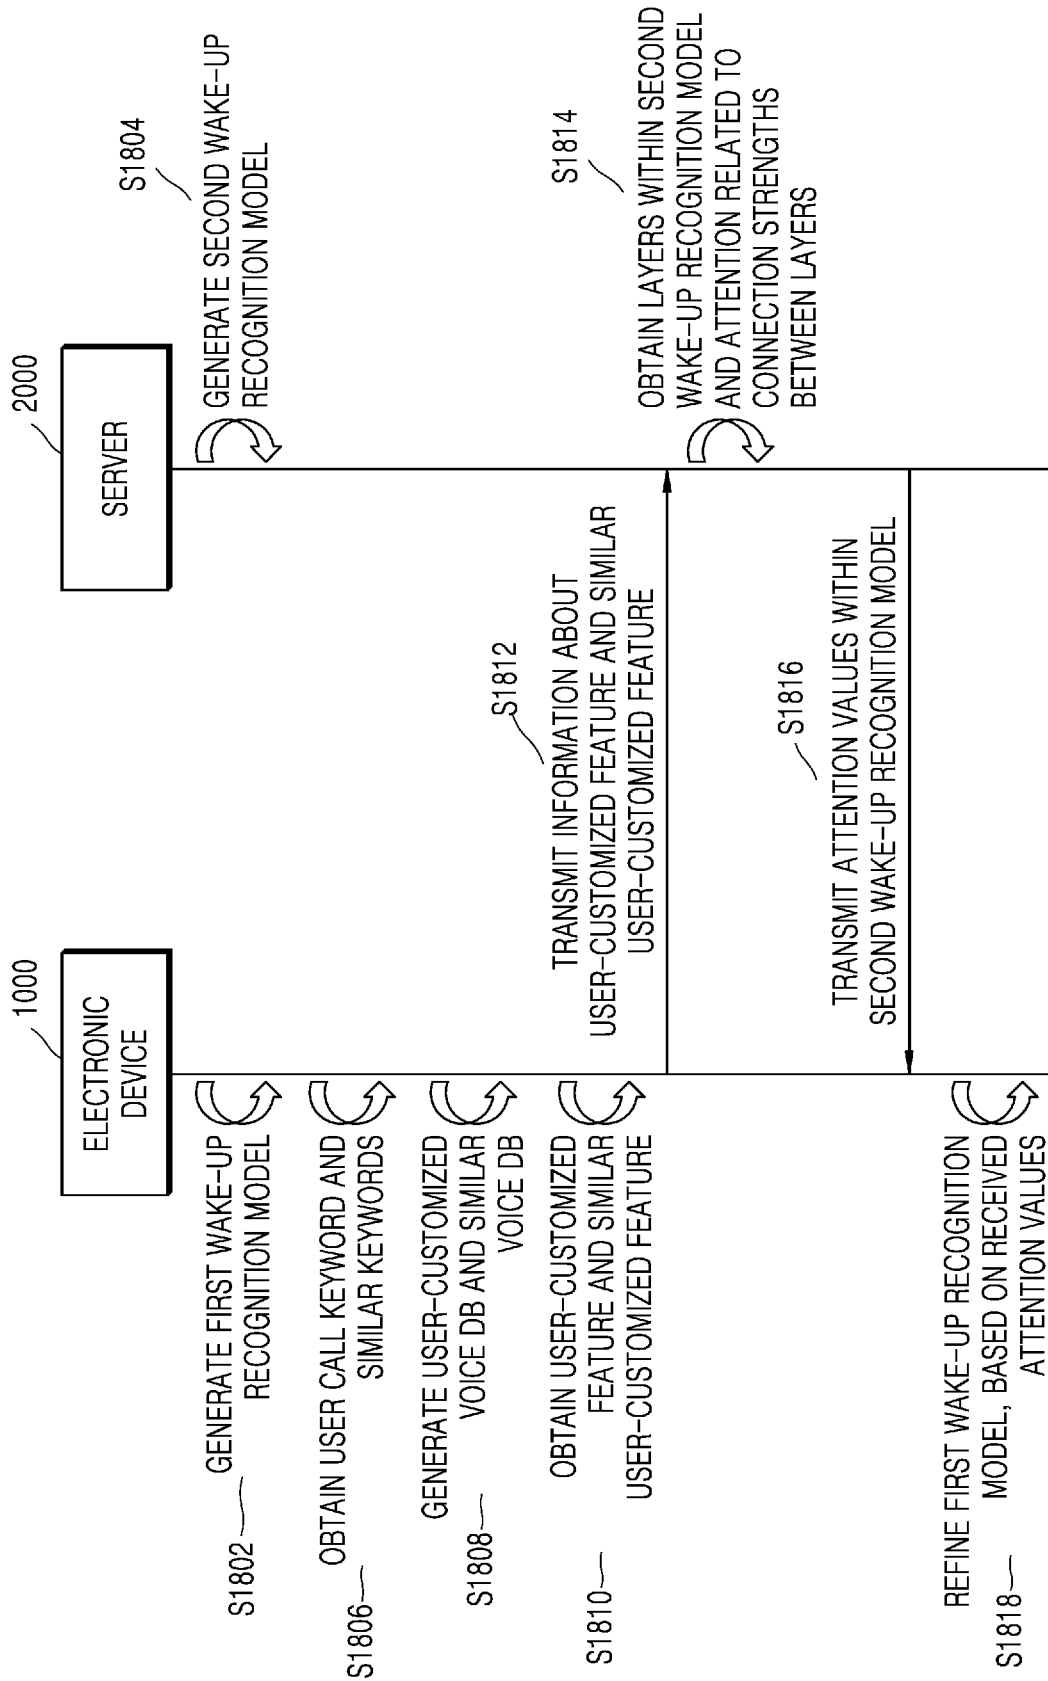 ELECTRONIC
DEVICE
1000
SERVER
2000
GENERATE FIRST WAKE-UP
RECOGNITION MODEL
S1802
GENERATE SECOND WAKE-UP
RECOGNITION MODEL
S1804
OBTAIN USER CALL KEYWORD AND
SIMILAR KEYWORDS
S1806
GENERATE USER-CUSTOMIZED
VOICE DB AND SIMILAR
VOICE DB
S1808
OBTAIN USER-CUSTOMIZED
FEATURE AND SIMILAR
USER-CUSTOMIZED FEATURE
S1810
S1812
TRANSMIT INFORMATION ABOUT
USER-CUSTOMIZED FEATURE AND SIMILAR
USER-CUSTOMIZED FEATURE
S1814
OBTAIN LAYERS WITHIN SECOND
WAKE-UP RECOGNITION MODEL
AND ATTENTION RELATED TO
CONNECTION STRENGTHS
BETWEEN LAYERS
S1816
TRANSMIT ATTENTION VALUES WITHIN
SECOND WAKE-UP RECOGNITION MODEL
REFINE FIRST WAKE-UP RECOGNITION
MODEL, BASED ON RECEIVED
ATTENTION VALUES
S1818